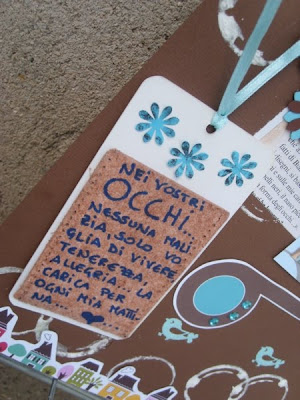 NEI VOSTRI
OCCHI.
NESSUNA MALI
ZIA, SOLO VO
GLIA DI VIVERE
TENEREZZA E
ALLEGRIA... LA
CARICA PER
OGNI MIA MATTI
NA...